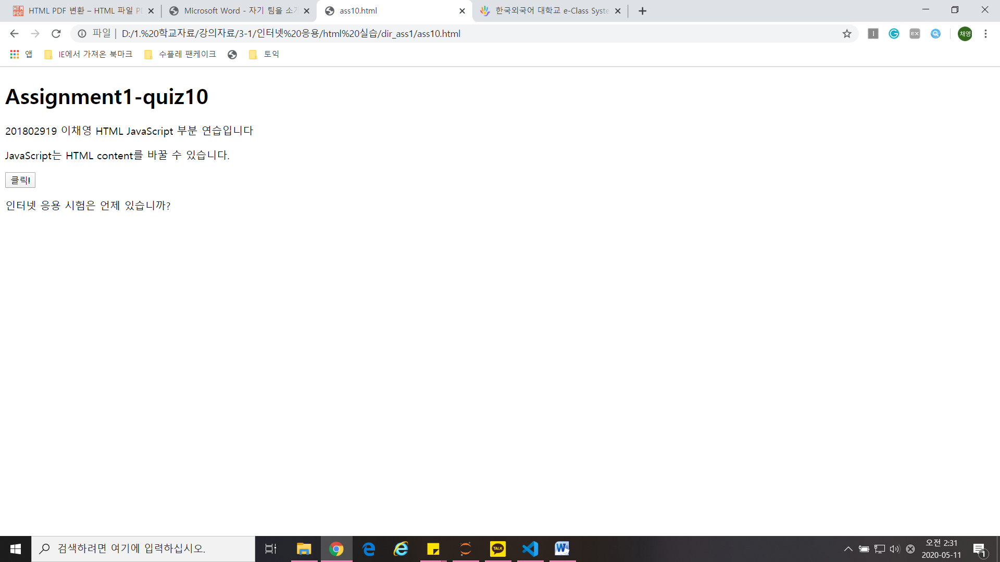 HTML PDF 변환 – HTML 파일 PD
Microsoft Word - 자기 팀을 소
ass10.html
한국외국어 대학교 e-Class Syste
파일 | D:/1.%20학교자료/강의자료/3-1/인터넷%20응용/html%20실습/dir_ass1/ass10.html
EX
채영
앱
IE에서 가져온 북마크
수플레 팬케이크
토익
Assignment1-quiz10
201802919 이채영 HTML JavaScript 부분 연습입니다
JavaScript는 HTML content를 바꿀 수 있습니다.
클릭!
인터넷 응용 시험은 언제 있습니까?
검색하려면 여기에 입력하십시오.
TALK
오전 2:31
2020-05-11
1